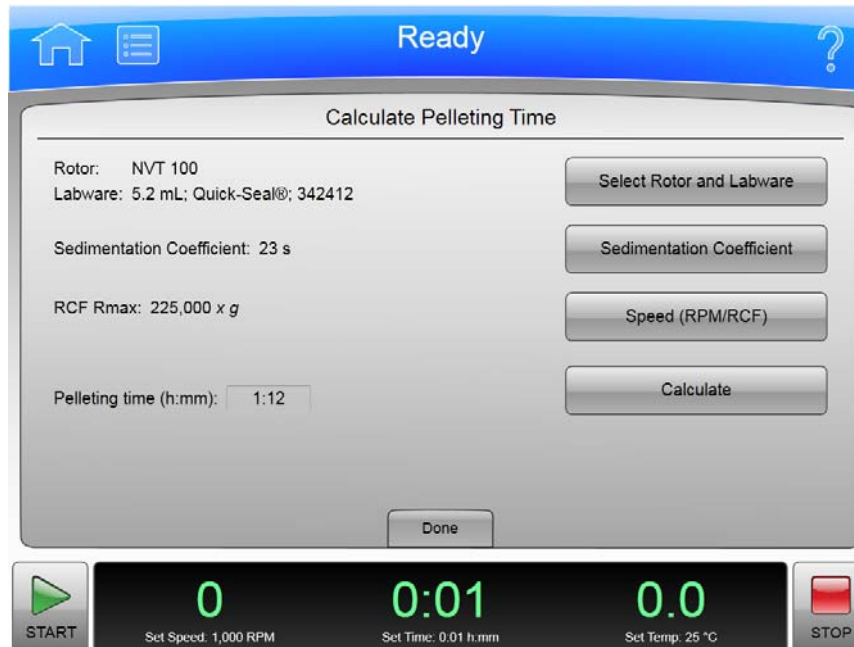 Ready
?
Calculate Pelleting Time
Rotor: NVT 100
Labware: 5.2 mL; Quick-Seal®; 342412
Select Rotor and Labware
Sedimentation Coefficient: 23 s
Sedimentation Coefficient
RCF Rmax: 225,000 x g
Speed (RPM/RCF)
Pelleting time (h:mm): 1:12
Calculate
Done
START
0
Set Speed: 1,000 RPM
0:01
Set Time: 0:01 h:mm
0.0
Set Temp: 25 °C
STOP